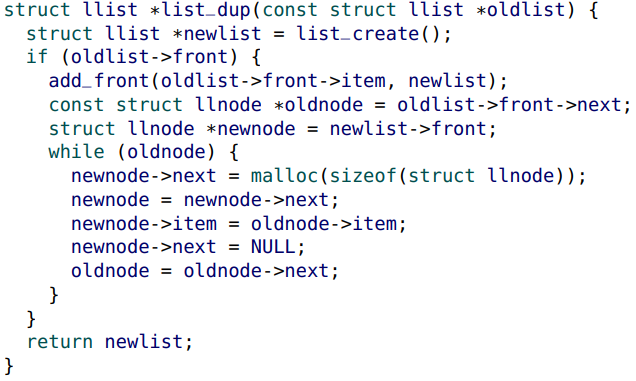 struct llist *list_dup(const struct llist *oldlist) {
  struct llist *newlist = list_create();
  if (oldlist->front) {
    add_front(oldlist->front->item, newlist);
    const struct llnode *oldnode = oldlist->front->next;
    struct llnode *newnode = newlist->front;
    while (oldnode) {
      newnode->next = malloc(sizeof(struct llnode));
      newnode = newnode->next;
      newnode->item = oldnode->item;
      newnode->next = NULL;
      oldnode = oldnode->next;
    }
  }
  return newlist;
}